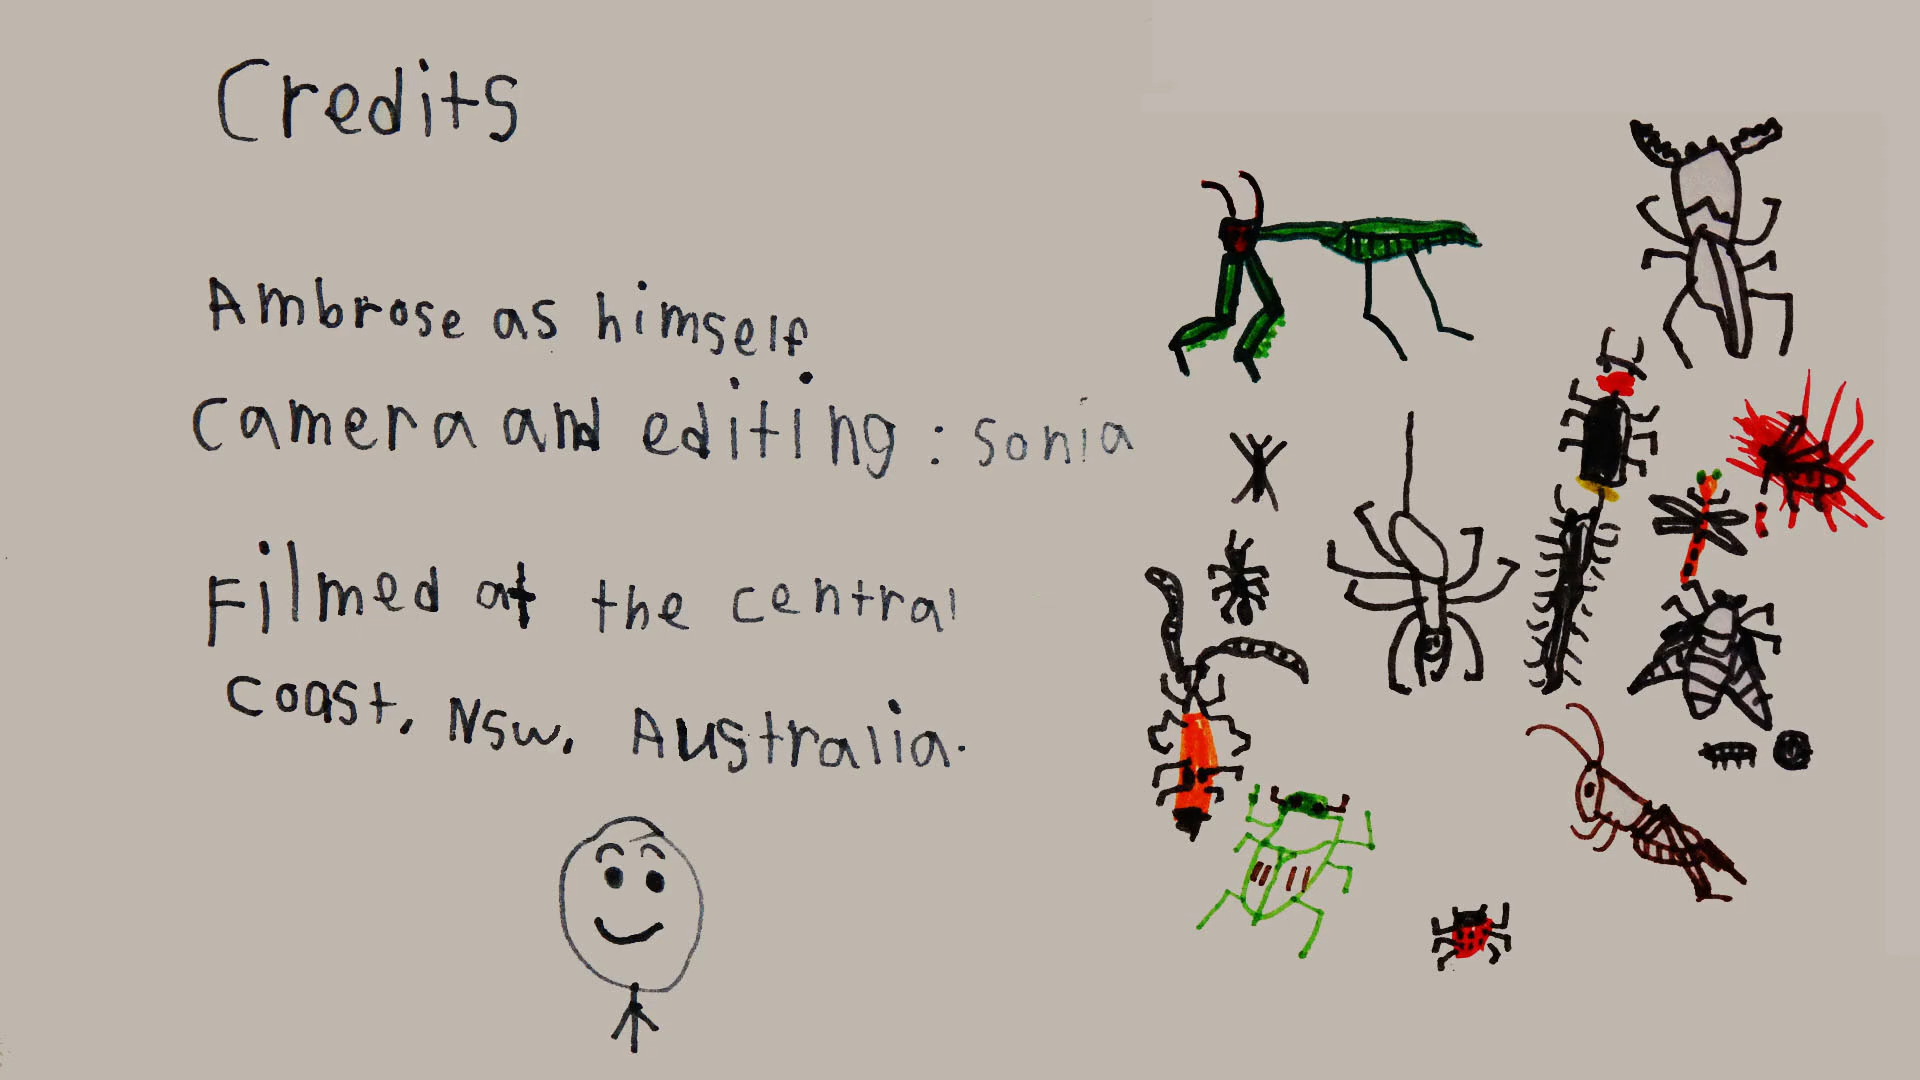 Credits
Ambrose as himself
camera and editing: sonia
Filmed at the central
coast, NSW, Australia.